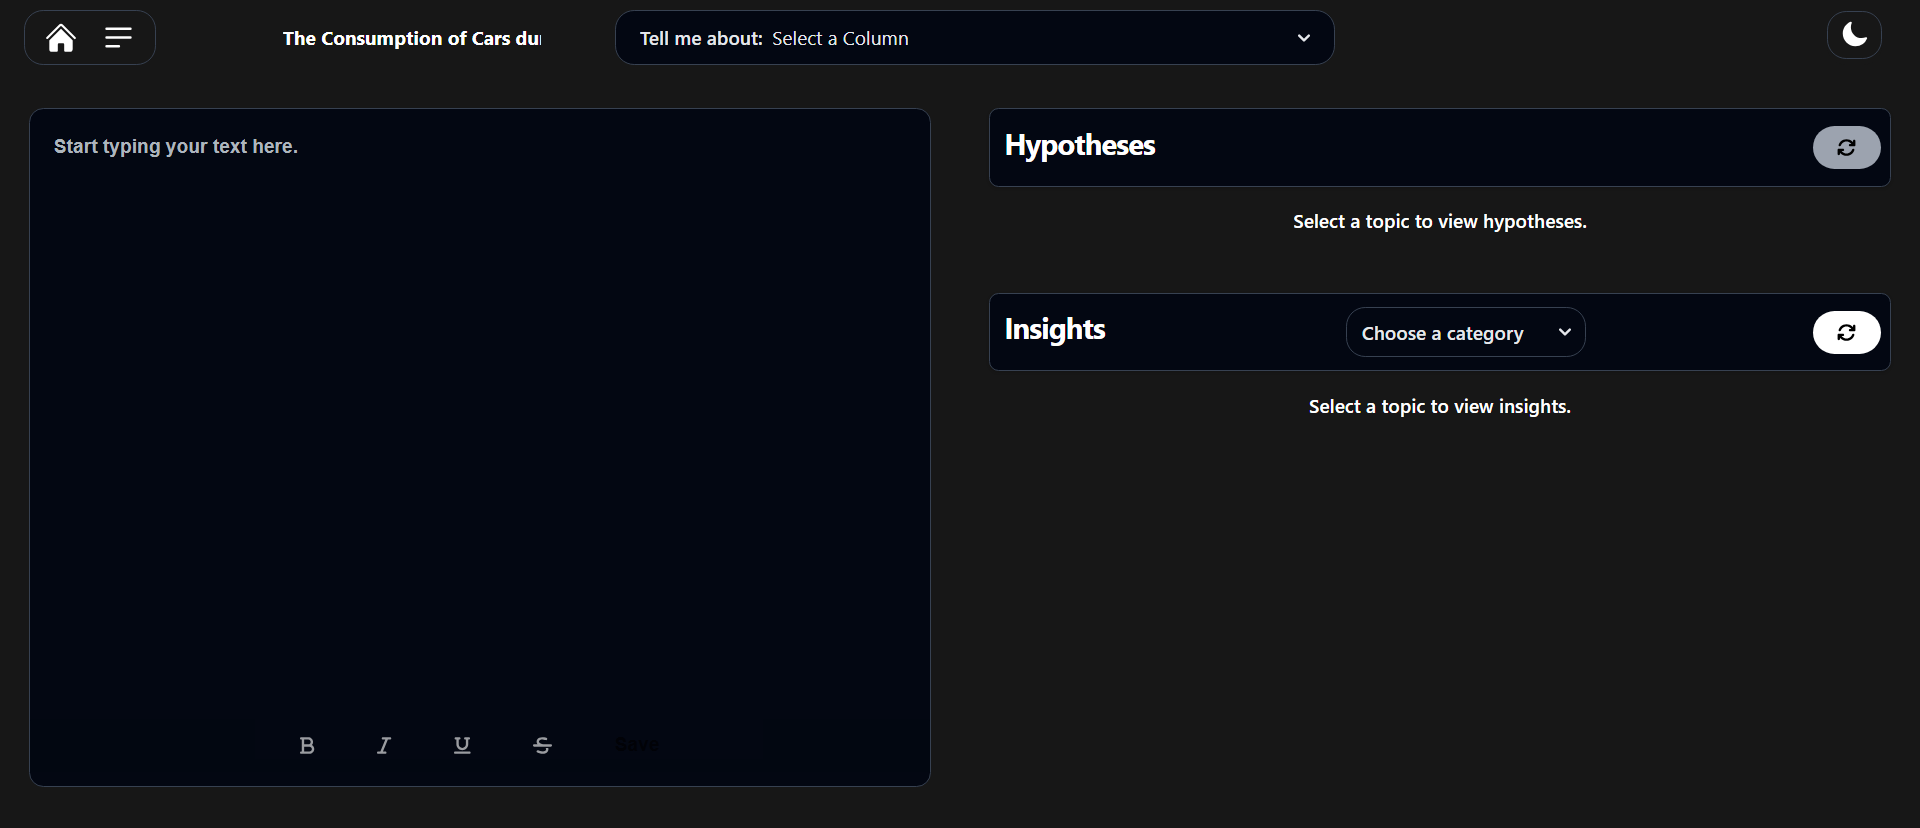 The Consumption of Cars du
Tell me about: Select a Column
Start typing your text here.
B I U S Save
Hypotheses
Select a topic to view hypotheses.
Insights
Choose a category
Select a topic to view insights.